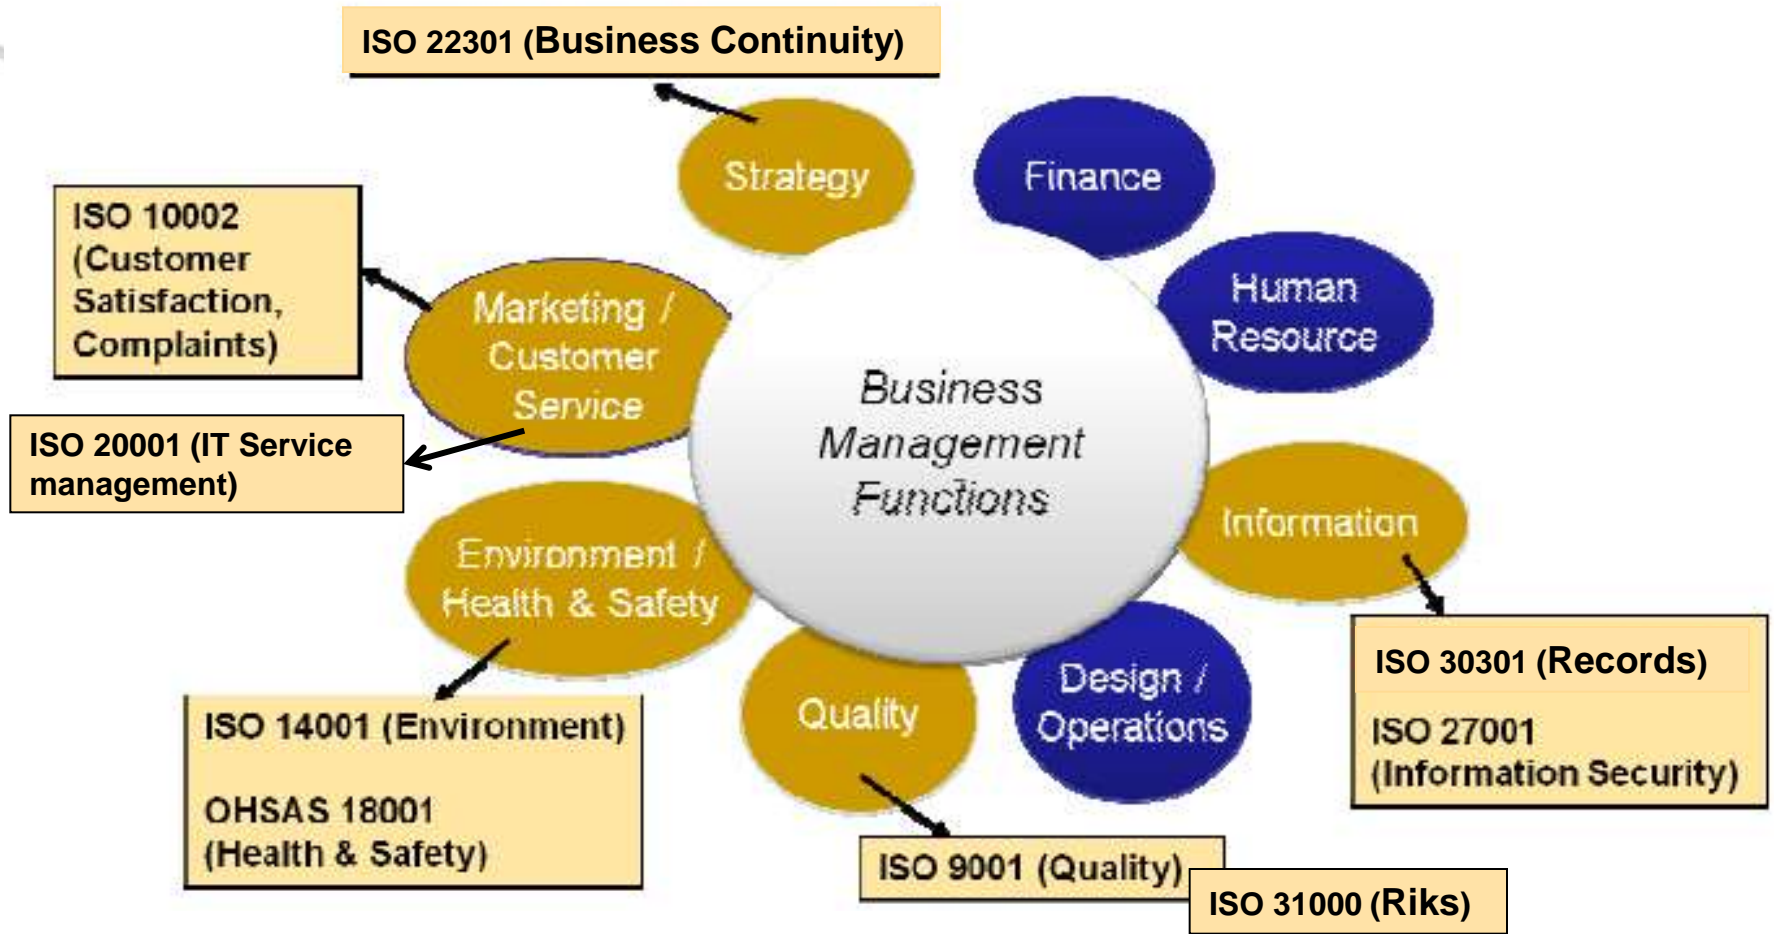 ISO 22301 (Business Continuity)
Strategy
Finance
ISO 10002
(Customer
Satisfaction,
Complaints)
Marketing /
Customer
Service
Human
Resource
Business
Management
Functions
ISO 20001 (IT Service
management)
Environment /
Health & Safety
Information
ISO 14001 (Environment)
OHSAS 18001
(Health & Safety)
Quality
Design /
Operations
ISO 30301 (Records)
ISO 27001
(Information Security)
ISO 9001 (Quality)
ISO 31000 (Riks)